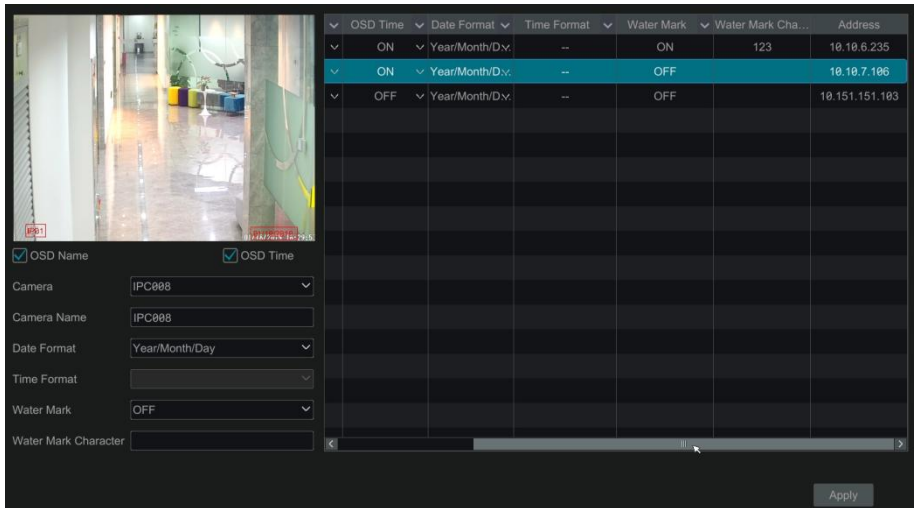 OSD Time Date Format Time Format Water Mark Water Mark Cha... Address
ON Year/Month/D... -- ON 123 10.10.6.235
ON Year/Month/D... -- OFF 10.10.7.106
OFF Year/Month/D... -- OFF 10.151.151.103
OSD Name OSD Time
Camera IPC008
Camera Name IPC008
Date Format Year/Month/Day
Time Format
Water Mark OFF
Water Mark Character
Apply